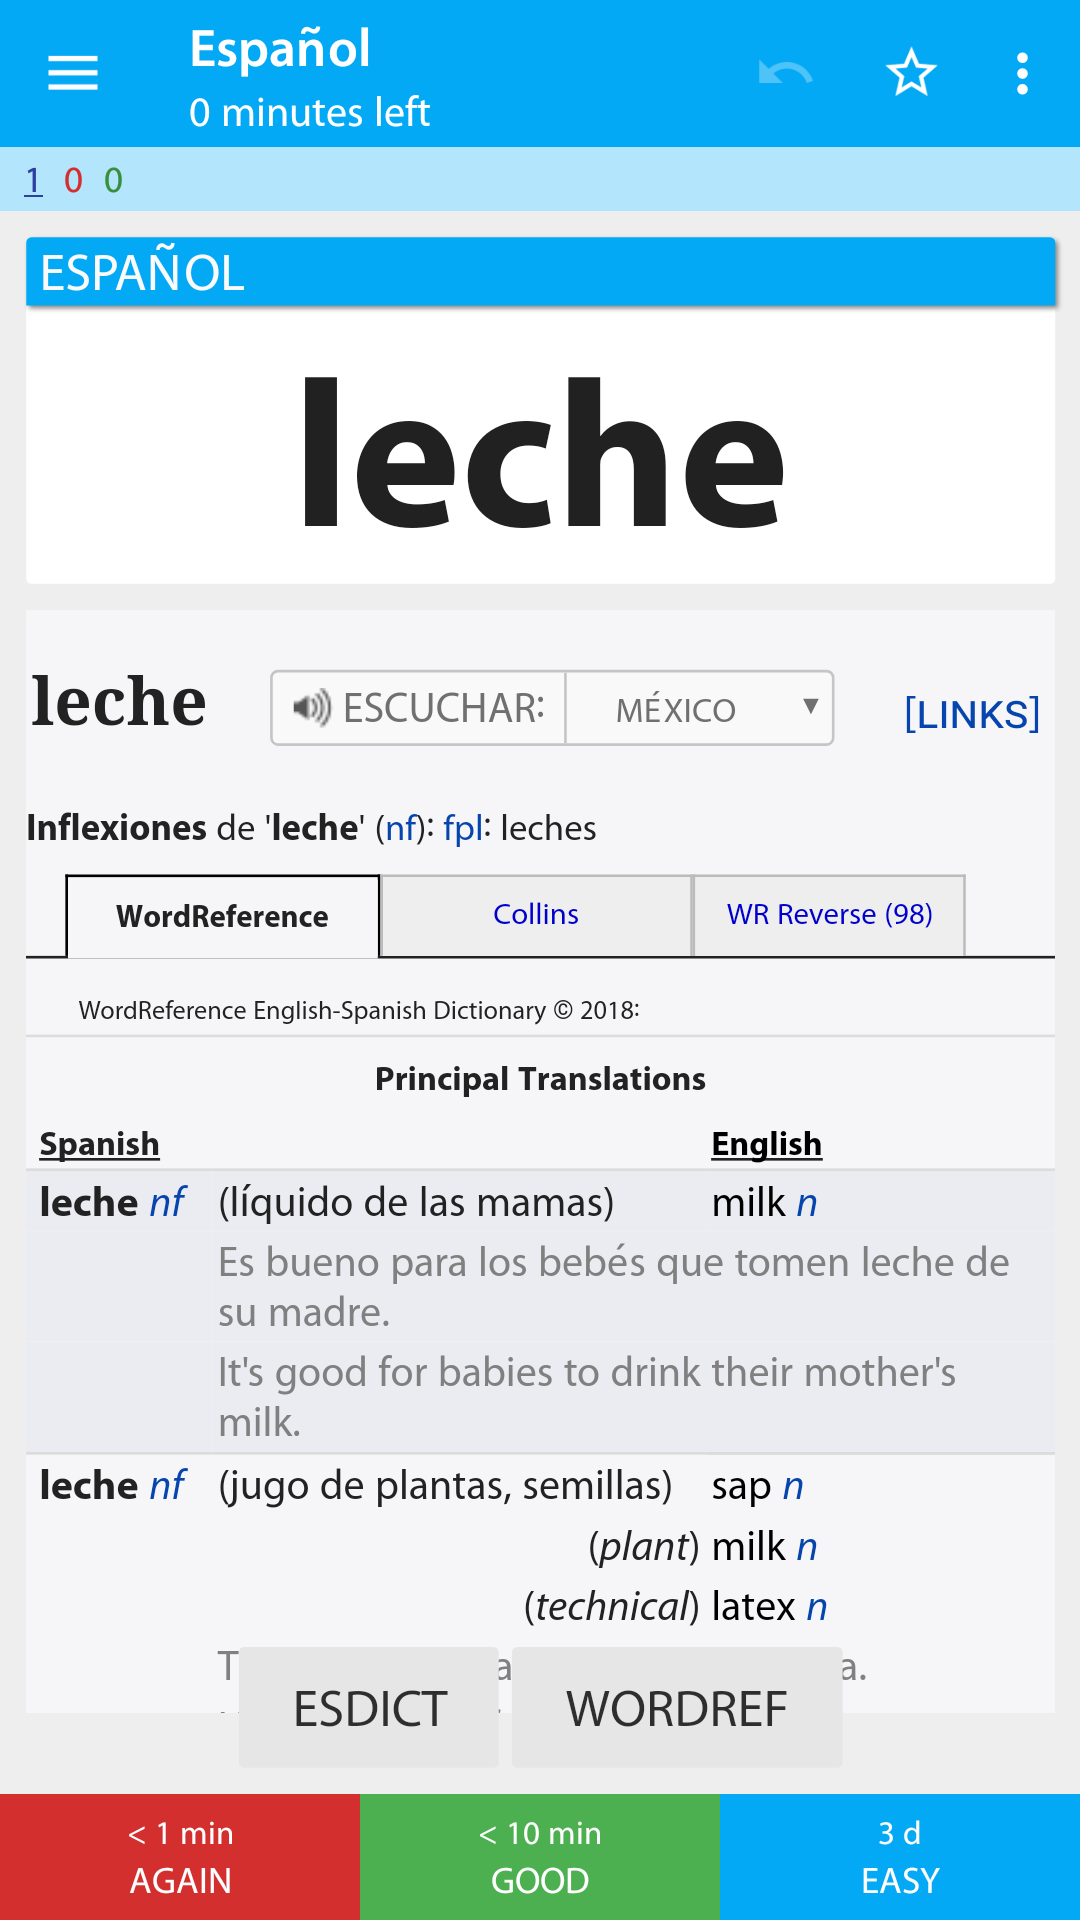 Español
0 minutes left
1 0 0
ESPAÑOL
leche
leche ESCUCHAR: MÉXICO [LINKS]
Inflexiones de 'leche' (nf): fpl: leches
WordReference Collins WR Reverse (98)
WordReference English-Spanish Dictionary © 2018:
Principal Translations
Spanish English
leche nf (líquido de las mamas) milk n
Es bueno para los bebés que tomen leche de
su madre.
It's good for babies to drink their mother's
milk.
leche nf (jugo de plantas, semillas) sap n
(plant) milk n
(technical) latex n
ESDICT WORDREF
< 1 min < 10 min 3 d
AGAIN GOOD EASY